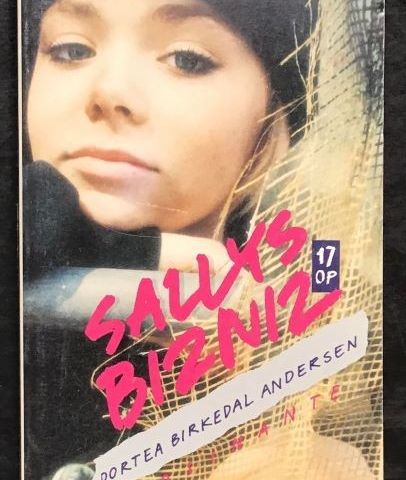 SALLYS
BIZNIZ
17
OP
DORTEA BIRKEDAL ANDERSEN